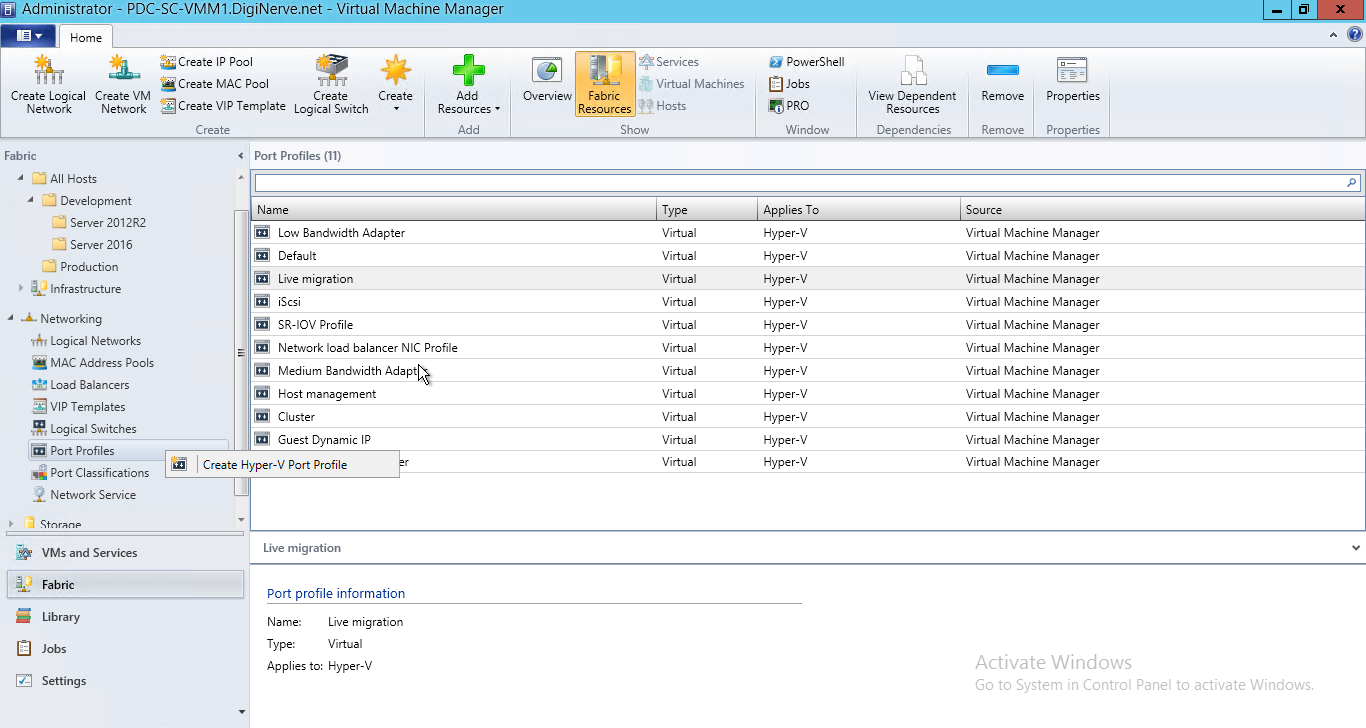 Administrator - PDC-SC-VMM1.DigiNerve.net - Virtual Machine Manager
Home
Create Logical Network
Create VM Network
Create IP Pool
Create MAC Pool
Create VIP Template
Create Logical Switch
Create
Create
Add Resources
Add
Overview
Fabric Resources
Services
Virtual Machines
Hosts
Show
PowerShell
Jobs
PRO
Window
View Dependent Resources
Dependencies
Remove
Remove
Properties
Properties
Fabric
All Hosts
Development
Server 2012R2
Server 2016
Production
Infrastructure
Networking
Logical Networks
MAC Address Pools
Load Balancers
VIP Templates
Logical Switches
Port Profiles
Port Classifications
Network Service
Storage
Create Hyper-V Port Profile
VMs and Services
Fabric
Library
Jobs
Settings
Port Profiles (11)
Name Type Applies To Source
Low Bandwidth Adapter Virtual Hyper-V Virtual Machine Manager
Default Virtual Hyper-V Virtual Machine Manager
Live migration Virtual Hyper-V Virtual Machine Manager
iScsi Virtual Hyper-V Virtual Machine Manager
SR-IOV Profile Virtual Hyper-V Virtual Machine Manager
Network load balancer NIC Profile Virtual Hyper-V Virtual Machine Manager
Medium Bandwidth Adapter Virtual Hyper-V Virtual Machine Manager
Host management Virtual Hyper-V Virtual Machine Manager
Cluster Virtual Hyper-V Virtual Machine Manager
Guest Dynamic IP Virtual Hyper-V Virtual Machine Manager
er Virtual Hyper-V Virtual Machine Manager
Live migration
Port profile information
Name: Live migration
Type: Virtual
Applies to: Hyper-V
Activate Windows
Go to System in Control Panel to activate Windows.